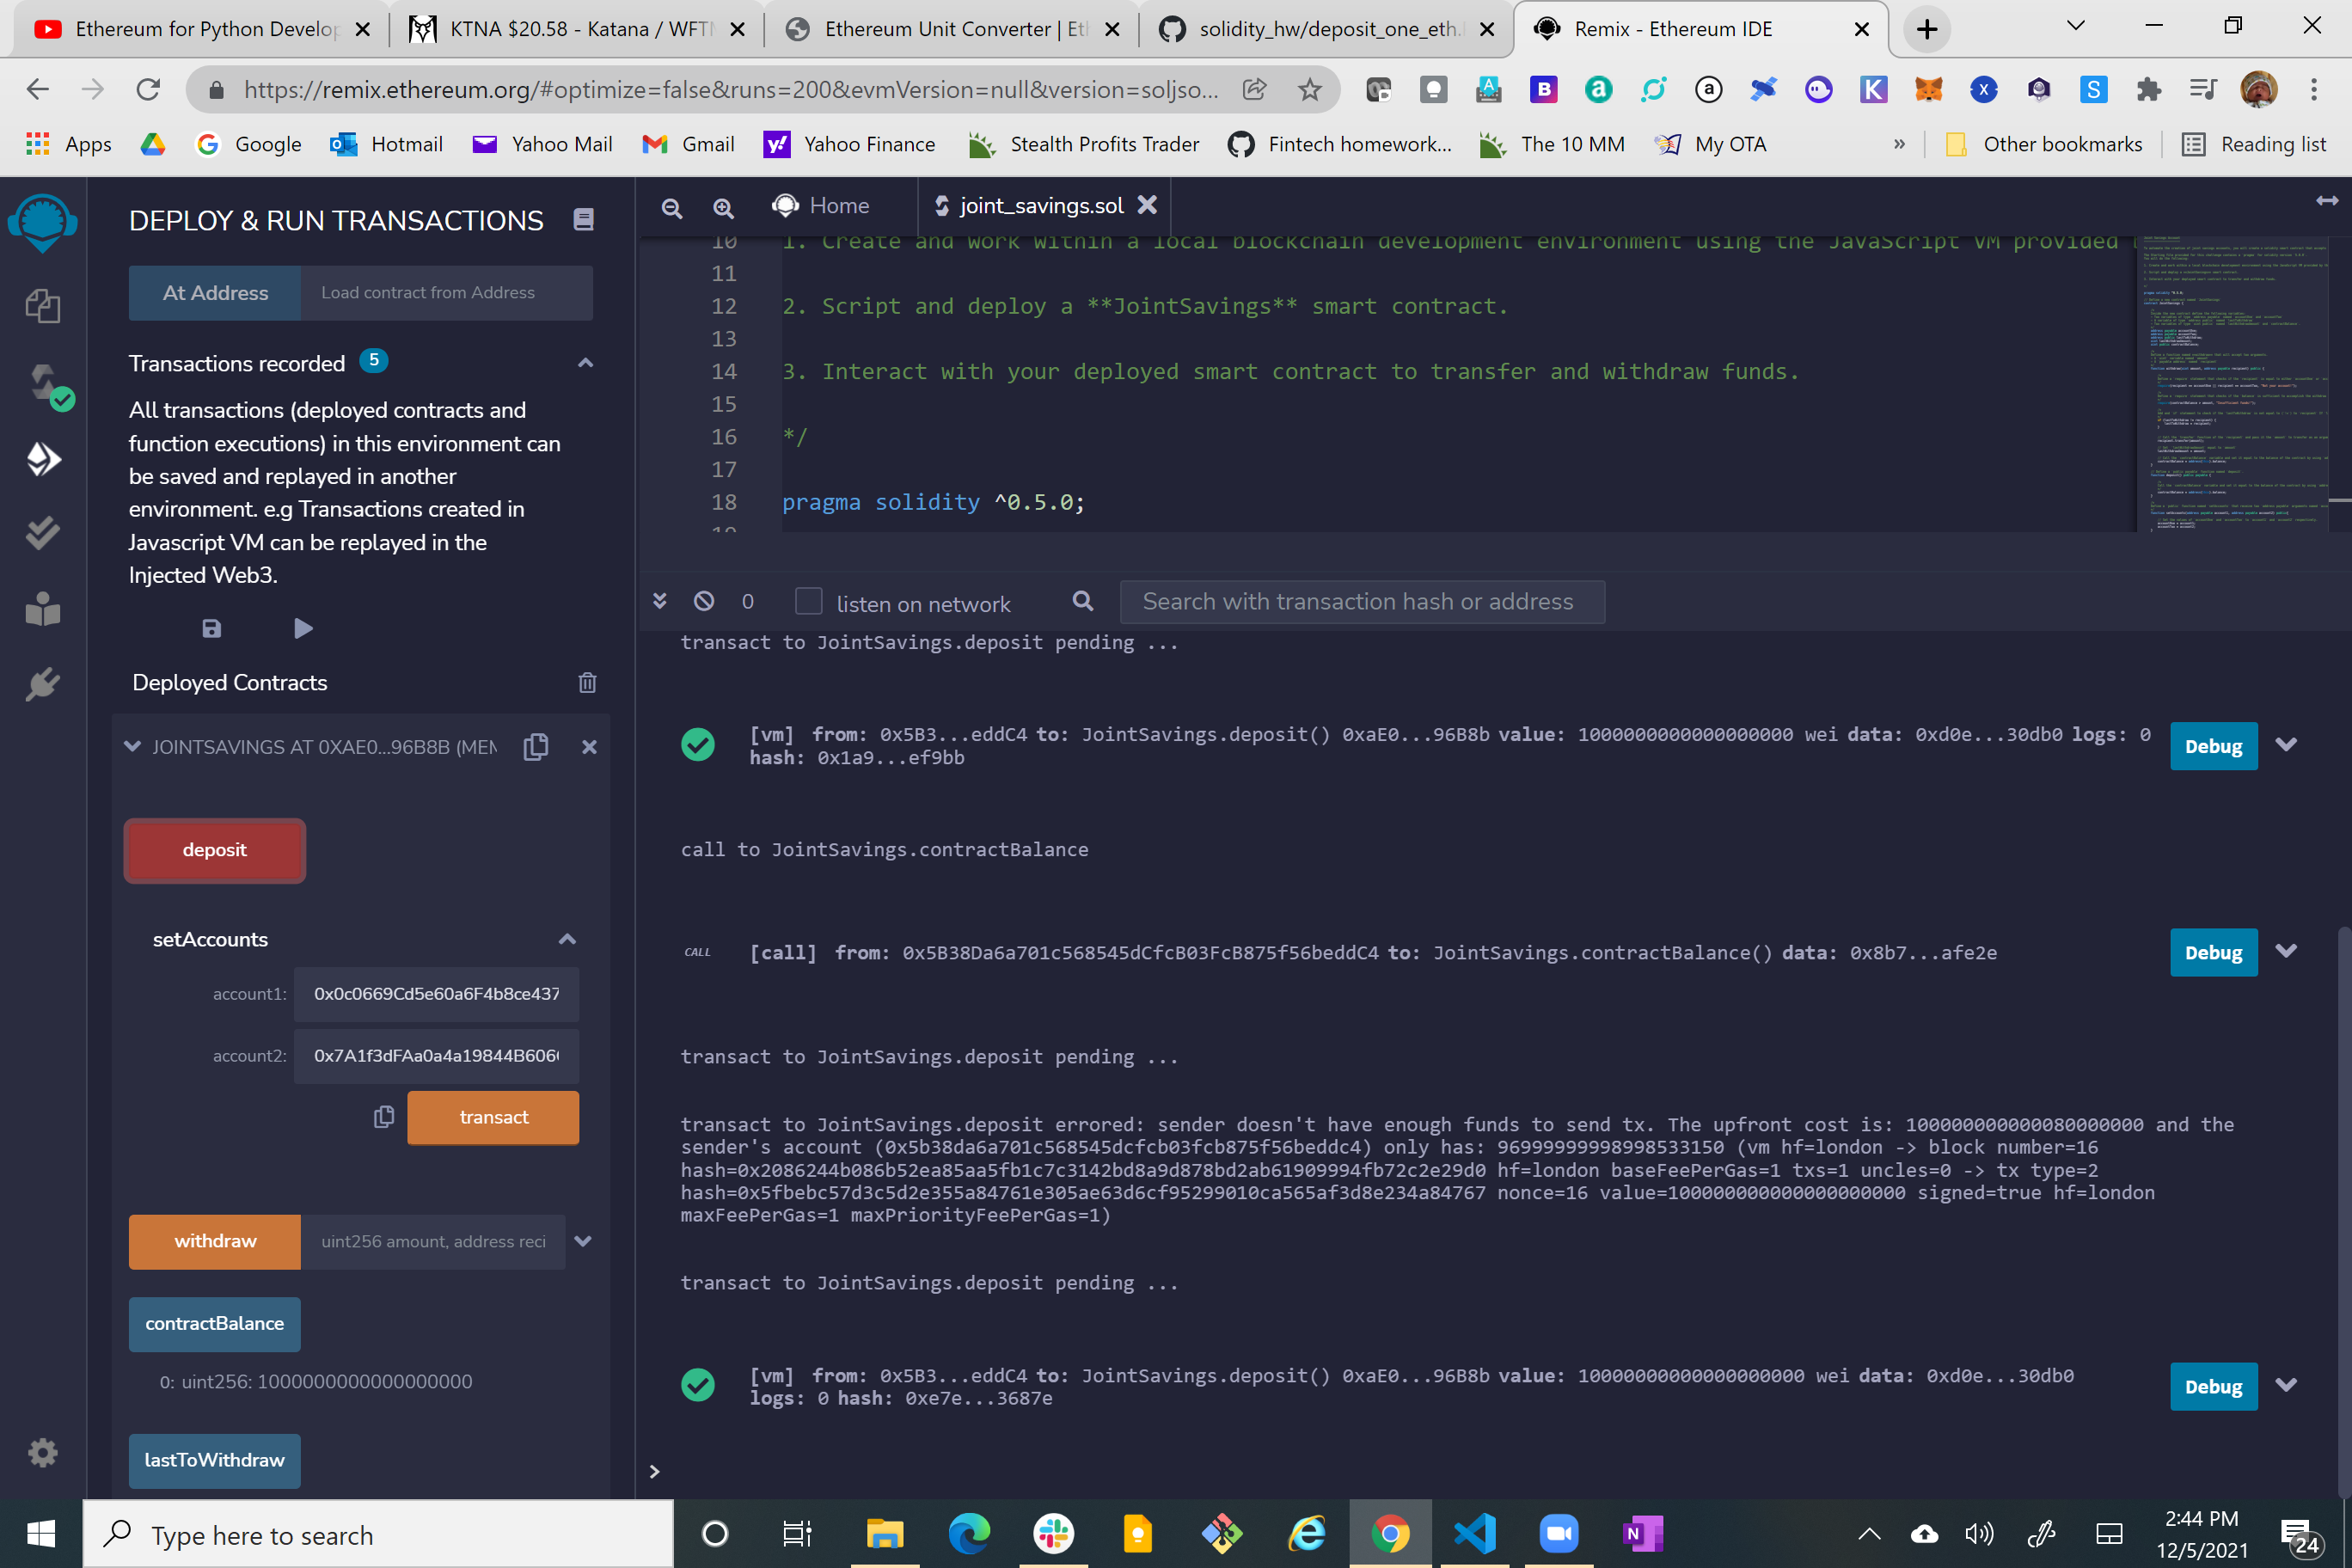 Ethereum for Python Develop
KTNA $20.58 - Katana / WFTM
Ethereum Unit Converter | Eth
solidity_hw/deposit_one_eth.
Remix - Ethereum IDE
https://remix.ethereum.org/#optimize=false&runs=200&evmVersion=null&version=soljso...
Apps
Google
Hotmail
Yahoo Mail
Gmail
Yahoo Finance
Stealth Profits Trader
Fintech homework...
The 10 MM
My OTA
»
Other bookmarks
Reading list
DEPLOY & RUN TRANSACTIONS
At Address
Load contract from Address
Transactions recorded 5
All transactions (deployed contracts and
function executions) in this environment can
be saved and replayed in another
environment. e.g Transactions created in
Javascript VM can be replayed in the
Injected Web3.
Deployed Contracts
JOINTSAVINGS AT 0XAE0...96B8B (MEM
deposit
setAccounts
account1: 0x0c0669Cd5e60a6F4b8ce437
account2: 0x7A1f3dFAa0a4a19844B606
transact
withdraw
uint256 amount, address reci
contractBalance
0: uint256: 1000000000000000000
lastToWithdraw
Home
joint_savings.sol
10 1. Create and work within a local blockchain development environment using the JavaScript VM provided
11
12 2. Script and deploy a **JointSavings** smart contract.
13
14 3. Interact with your deployed smart contract to transfer and withdraw funds.
15
16 */
17
18 pragma solidity ^0.5.0;
19
0
listen on network
Search with transaction hash or address
transact to JointSavings.deposit pending ...
[vm] from: 0x5B3...eddC4 to: JointSavings.deposit() 0xaE0...96B8b value: 1000000000000000000 wei data: 0xd0e...30db0 logs: 0
hash: 0x1a9...ef9bb
Debug
call to JointSavings.contractBalance
CALL
[call] from: 0x5B38Da6a701c568545dCfcB03FcB875f56beddC4 to: JointSavings.contractBalance() data: 0x8b7...afe2e
Debug
transact to JointSavings.deposit pending ...
transact to JointSavings.deposit errored: sender doesn't have enough funds to send tx. The upfront cost is: 100000000000080000000 and the
sender's account (0x5b38da6a701c568545dcfcb03fcb875f56beddc4) only has: 96999999998998533150 (vm hf=london -> block number=16
hash=0x2086244b086b52ea85aa5fb1c7c3142bd8a9d878bd2ab61909994fb72c2e29d0 hf=london baseFeePerGas=1 txs=1 uncles=0 -> tx type=2
hash=0x5fbebc57d3c5d2e355a84761e305ae63d6cf95299010ca565af3d8e234a84767 nonce=16 value=100000000000000000000 signed=true hf=london
maxFeePerGas=1 maxPriorityFeePerGas=1)
transact to JointSavings.deposit pending ...
[vm] from: 0x5B3...eddC4 to: JointSavings.deposit() 0xaE0...96B8b value: 10000000000000000000 wei data: 0xd0e...30db0
logs: 0 hash: 0xe7e...3687e
Debug
>
Type here to search
2:44 PM
12/5/2021
24